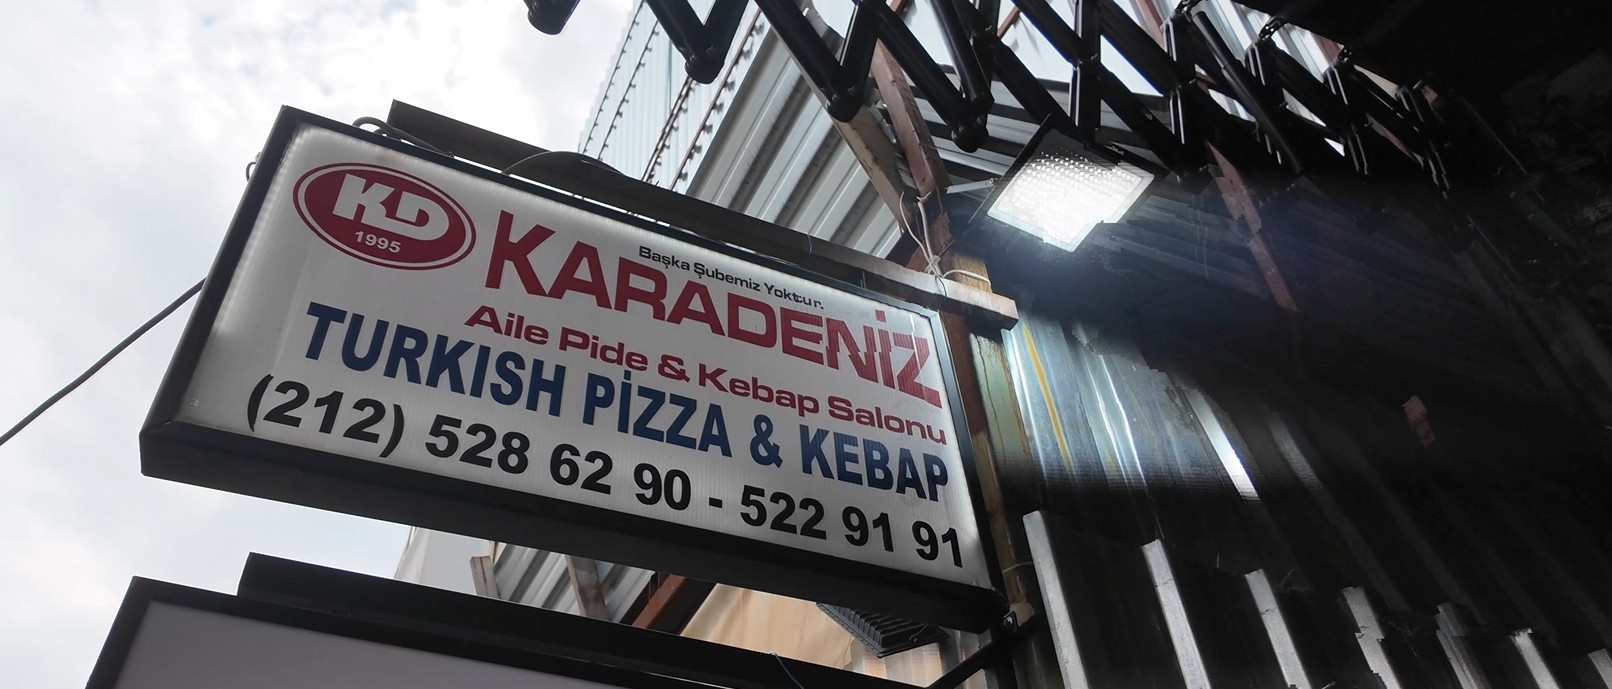 KD
1995
Başka Şubemiz Yoktur.
KARADENİZ
Aile Pide & Kebap Salonu
TURKISH PİZZA & KEBAP
(212) 528 62 90 - 522 91 91